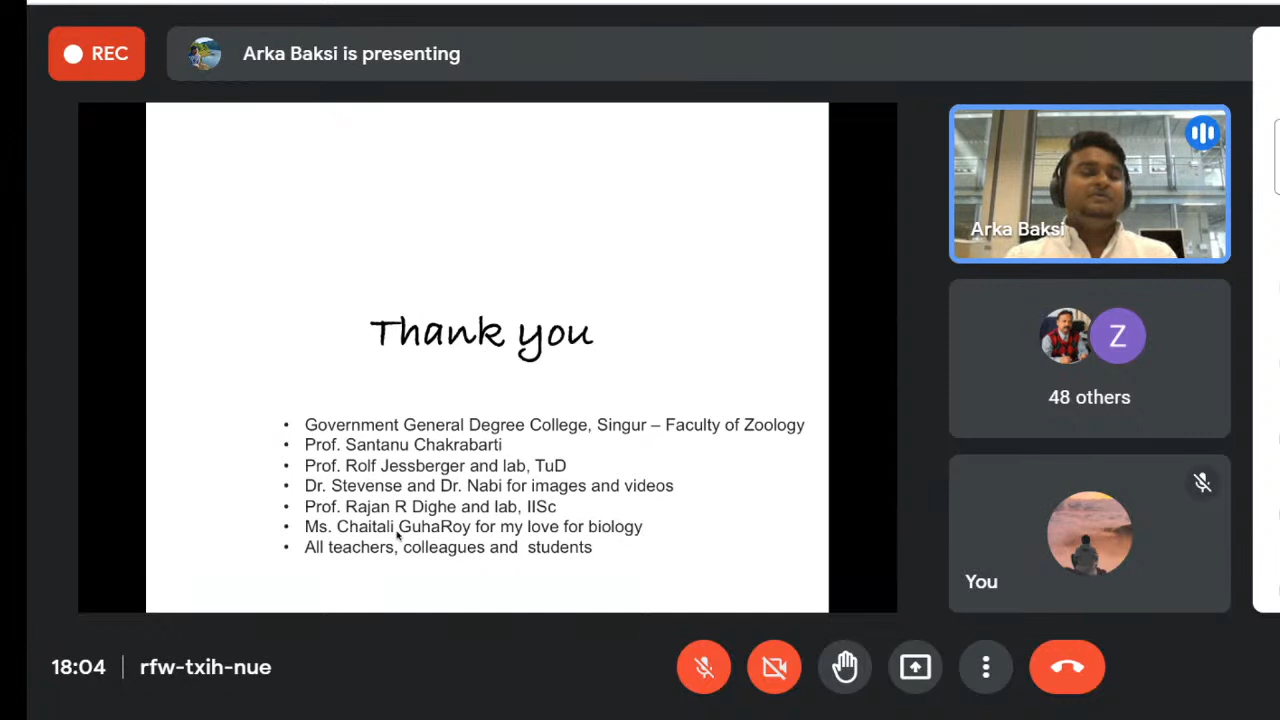 REC
Arka Baksi is presenting
Thank you
• Government General Degree College, Singur – Faculty of Zoology
• Prof. Santanu Chakrabarti
• Prof. Rolf Jessberger and lab, TuD
• Dr. Stevense and Dr. Nabi for images and videos
• Prof. Rajan R Dighe and lab, IISc
• Ms. Chaitali GuhaRoy for my love for biology
• All teachers, colleagues and  students
Arka Baksi
Z
48 others
You
18:04 | rfw-txih-nue